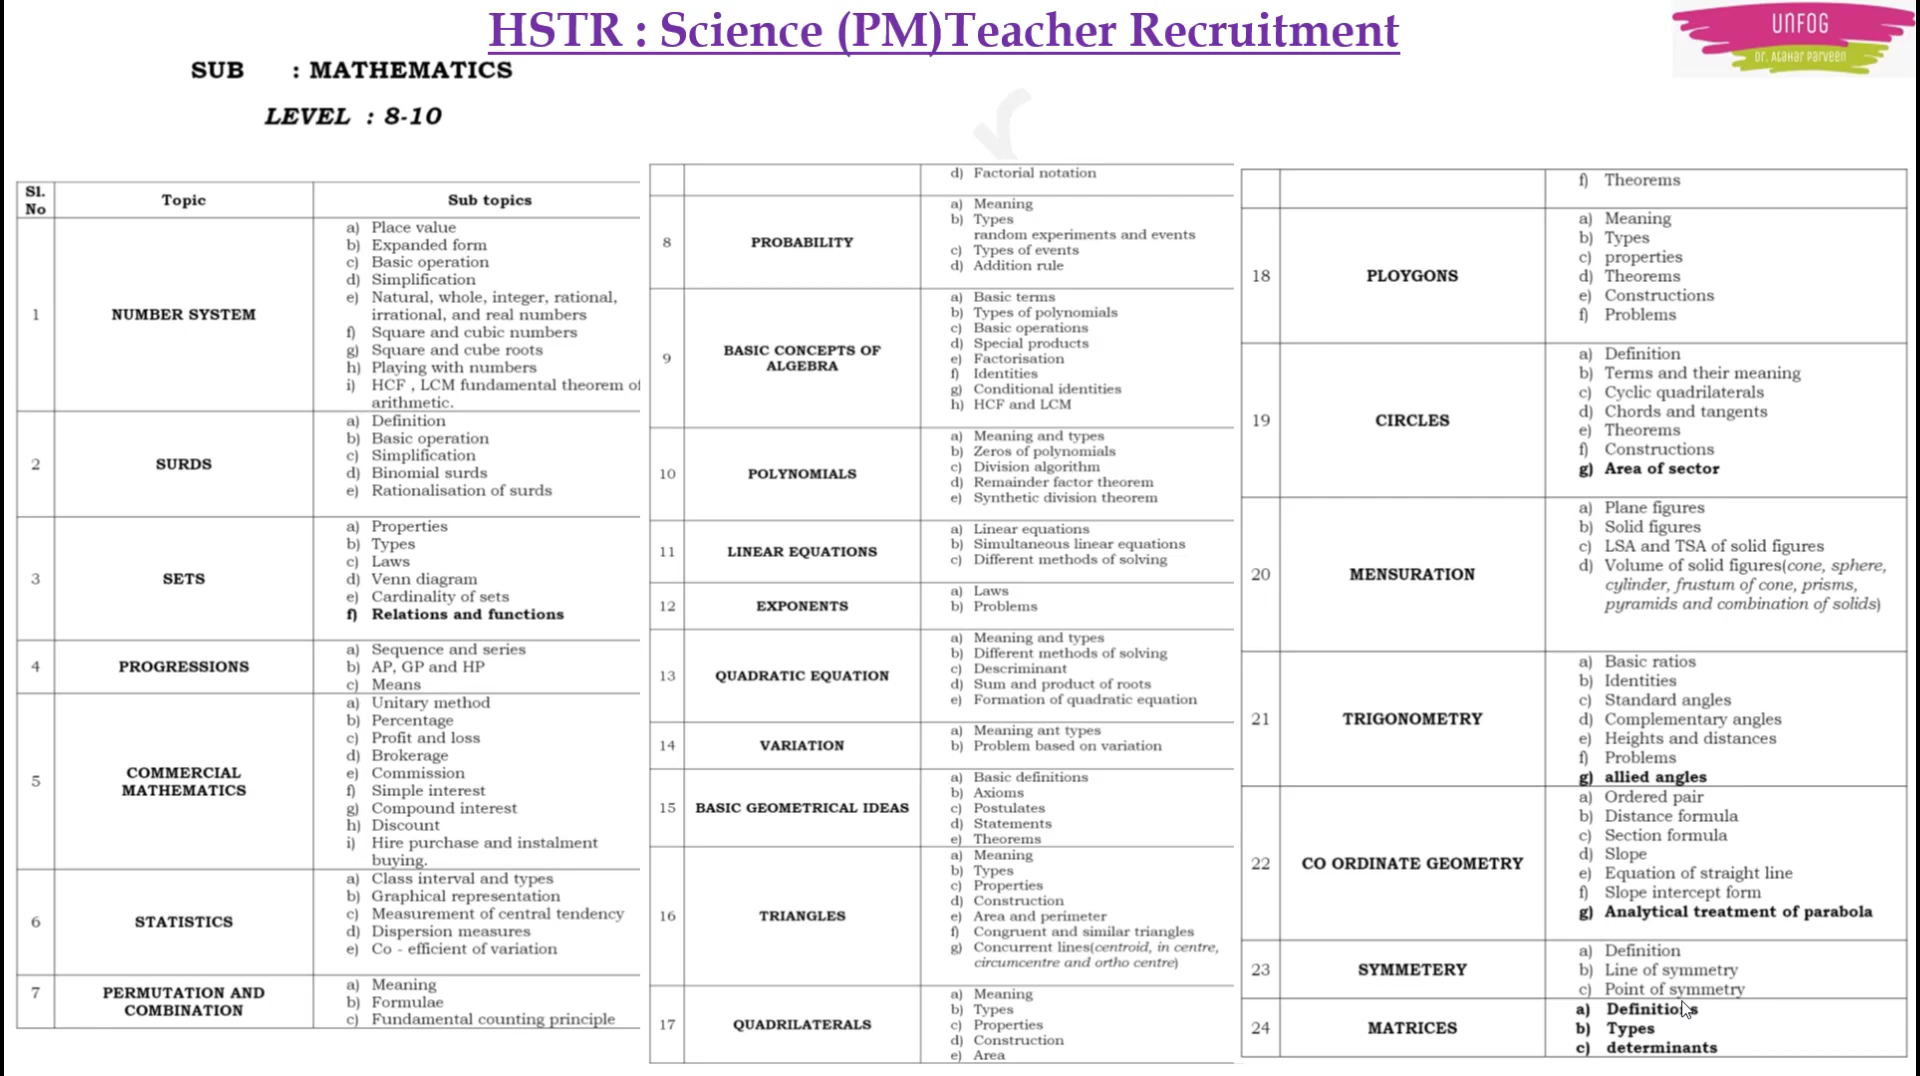 HSTR : Science (PM)Teacher Recruitment
UNFOG
Dr. Atahar Parveen
SUB : MATHEMATICS
LEVEL : 8-10
Sl. No Topic Sub topics
1 NUMBER SYSTEM
a) Place value
b) Expanded form
c) Basic operation
d) Simplification
e) Natural, whole, integer, rational,
irrational, and real numbers
f) Square and cubic numbers
g) Square and cube roots
h) Playing with numbers
i) HCF , LCM fundamental theorem of
arithmetic.
2 SURDS
a) Definition
b) Basic operation
c) Simplification
d) Binomial surds
e) Rationalisation of surds
3 SETS
a) Properties
b) Types
c) Laws
d) Venn diagram
e) Cardinality of sets
f) Relations and functions
4 PROGRESSIONS
a) Sequence and series
b) AP, GP and HP
c) Means
5 COMMERCIAL
MATHEMATICS
a) Unitary method
b) Percentage
c) Profit and loss
d) Brokerage
e) Commission
f) Simple interest
g) Compound interest
h) Discount
i) Hire purchase and instalment
buying.
6 STATISTICS
a) Class interval and types
b) Graphical representation
c) Measurement of central tendency
d) Dispersion measures
e) Co - efficient of variation
7 PERMUTATION AND
COMBINATION
a) Meaning
b) Formulae
c) Fundamental counting principle
d) Factorial notation
8 PROBABILITY
a) Meaning
b) Types
random experiments and events
c) Types of events
d) Addition rule
9 BASIC CONCEPTS OF
ALGEBRA
a) Basic terms
b) Types of polynomials
c) Basic operations
d) Special products
e) Factorisation
f) Identities
g) Conditional identities
h) HCF and LCM
10 POLYNOMIALS
a) Meaning and types
b) Zeros of polynomials
c) Division algorithm
d) Remainder factor theorem
e) Synthetic division theorem
11 LINEAR EQUATIONS
a) Linear equations
b) Simultaneous linear equations
c) Different methods of solving
12 EXPONENTS
a) Laws
b) Problems
13 QUADRATIC EQUATION
a) Meaning and types
b) Different methods of solving
c) Descriminant
d) Sum and product of roots
e) Formation of quadratic equation
14 VARIATION
a) Meaning ant types
b) Problem based on variation
15 BASIC GEOMETRICAL IDEAS
a) Basic definitions
b) Axioms
c) Postulates
d) Statements
e) Theorems
16 TRIANGLES
a) Meaning
b) Types
c) Properties
d) Construction
e) Area and perimeter
f) Congruent and similar triangles
g) Concurrent lines(centroid, in centre,
circumcentre and ortho centre)
17 QUADRILATERALS
a) Meaning
b) Types
c) Properties
d) Construction
e) Area
f) Theorems
18 PLOYGONS
a) Meaning
b) Types
c) properties
d) Theorems
e) Constructions
f) Problems
19 CIRCLES
a) Definition
b) Terms and their meaning
c) Cyclic quadrilaterals
d) Chords and tangents
e) Theorems
f) Constructions
g) Area of sector
20 MENSURATION
a) Plane figures
b) Solid figures
c) LSA and TSA of solid figures
d) Volume of solid figures(cone, sphere,
cylinder, frustum of cone, prisms,
pyramids and combination of solids)
21 TRIGONOMETRY
a) Basic ratios
b) Identities
c) Standard angles
d) Complementary angles
e) Heights and distances
f) Problems
g) allied angles
22 CO ORDINATE GEOMETRY
a) Ordered pair
b) Distance formula
c) Section formula
d) Slope
e) Equation of straight line
f) Slope intercept form
g) Analytical treatment of parabola
23 SYMMETERY
a) Definition
b) Line of symmetry
c) Point of symmetry
24 MATRICES
a) Definitions
b) Types
c) determinants